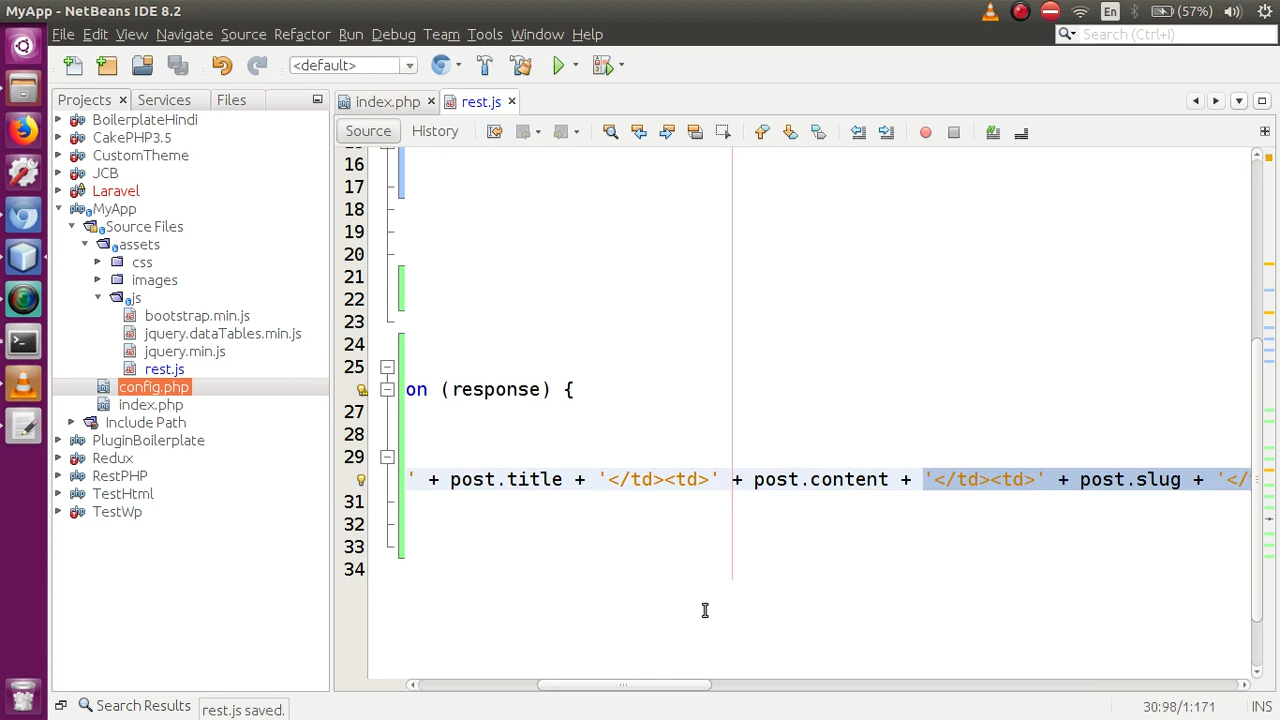 MyApp - NetBeans IDE 8.2
En
(57%)
File Edit View Navigate Source Refactor Run Debug Team Tools Window Help
Search (Ctrl+I)
<default>
Projects
Services
Files
index.php
rest.js
Source
History
BoilerplateHindi
CakePHP3.5
CustomTheme
JCB
Laravel
MyApp
Source Files
assets
css
images
js
bootstrap.min.js
jquery.dataTables.min.js
jquery.min.js
rest.js
config.php
index.php
Include Path
PluginBoilerplate
Redux
RestPHP
TestHtml
TestWp
16
17
18
19
20
21
22
23
24
25
on (response) {
27
28
29
' + post.title + '</td><td>' + post.content + '</td><td>' + post.slug + '</
31
32
33
34
Search Results
rest.js saved.
30:98/1:171
INS